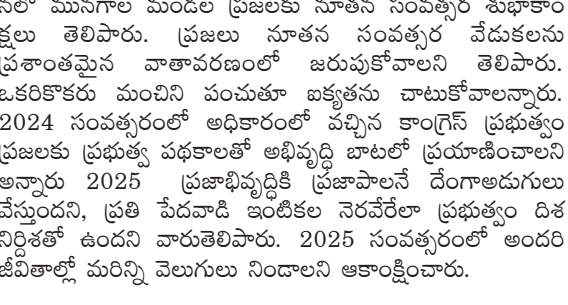 నలో మునగాల మండల ప్రజలకు నూతన సంవత్సర శుభాకాం
క్షలు తెలిపారు. ప్రజలు నూతన సంవత్సర వేడుకలను
ప్రశాంతమైన వాతావరణంలో జరుపుకోవాలని తెలిపారు.
ఒకరికొకరు మంచిని పంచుతూ ఐక్యతను చాటుకోవాలన్నారు.
2024 సంవత్సరంలో అధికారంలో వచ్చిన కాంగ్రెస్ ప్రభుత్వం
ప్రజలకు ప్రభుత్వ పథకాలతో అభివృద్ధి బాటలో ప్రయాణించాలని
అన్నారు 2025 ప్రజాభివృద్ధికి ప్రజాపాలనే దేంగాఅడుగులు
వేస్తుందని, ప్రతి పేదవాడి ఇంటికల నెరవేరేలా ప్రభుత్వం దిశ
నిర్దిశతో ఉందని వారుతెలిపారు. 2025 సంవత్సరంలో అందరి
జీవితాల్లో మరిన్ని వెలుగులు నిండాలని ఆకాంక్షించారు.